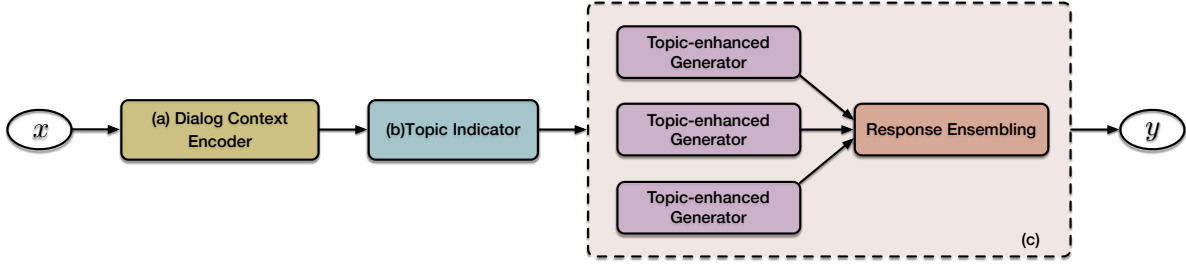 x
(a) Dialog Context
Encoder
(b)Topic Indicator
Topic-enhanced
Generator
Topic-enhanced
Generator
Topic-enhanced
Generator
Response Ensembling
(c)
y